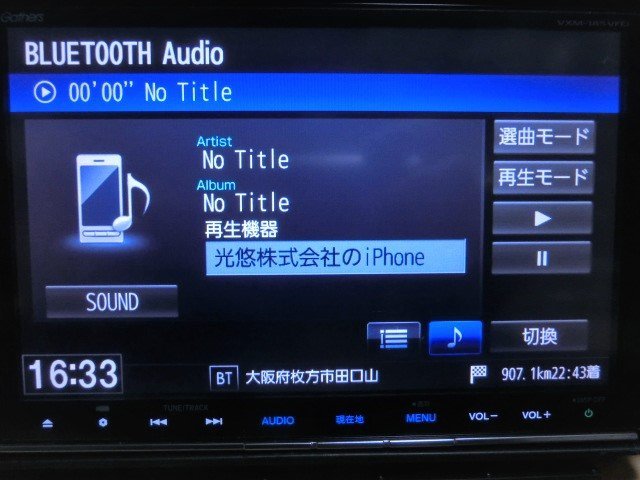 Gathers
BLUETOOTH Audio
00'00" No Title
Artist
No Title
Album
No Title
再生機器
光悠株式会社のiPhone
選曲モード
再生モード
SOUND
切換
16:33
BT 大阪府枚方市田口山
907.1km22:43着
TUNE/TRACK
AUDIO
現在地
MENU
VOL−
VOL+